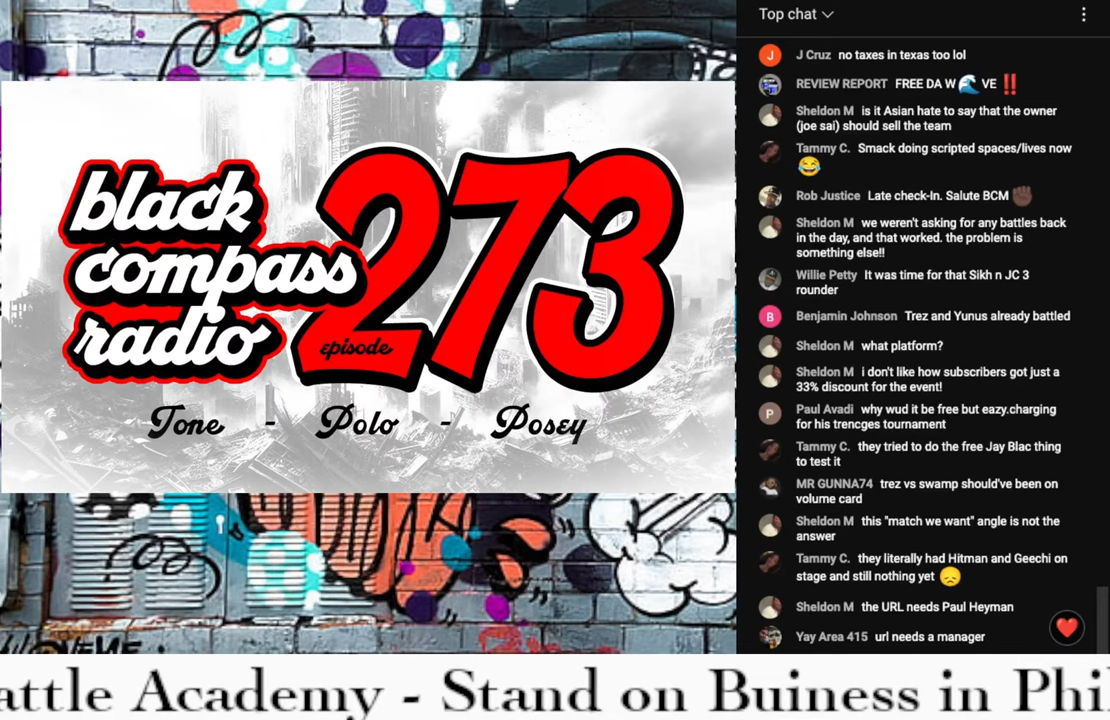 black
compass
radio
273
episode
Tone - Polo - Posey
Top chat
J Cruz no taxes in texas too lol
REVIEW REPORT FREE DA W🌊VE ‼️
Sheldon M is it Asian hate to say that the owner
(joe sai) should sell the team
Tammy C. Smack doing scripted spaces/lives now
😂
Rob Justice Late check-In. Salute BCM ✊🏿
Sheldon M we weren't asking for any battles back
in the day, and that worked. the problem is
something else!!
Willie Petty It was time for that Sikh n JC 3
rounder
B Benjamin Johnson Trez and Yunus already battled
Sheldon M what platform?
Sheldon M i don't like how subscribers got just a
33% discount for the event!
P Paul Avadi why wud it be free but eazy.charging
for his trencges tournament
Tammy C. they tried to do the free Jay Blac thing
to test it
MR GUNNA74 trez vs swamp should've been on
volume card
Sheldon M this "match we want" angle is not the
answer
Tammy C. they literally had Hitman and Geechi on
stage and still nothing yet 😞
Sheldon M the URL needs Paul Heyman
Yay Area 415 url needs a manager
attle Academy - Stand on Buiness in Phil